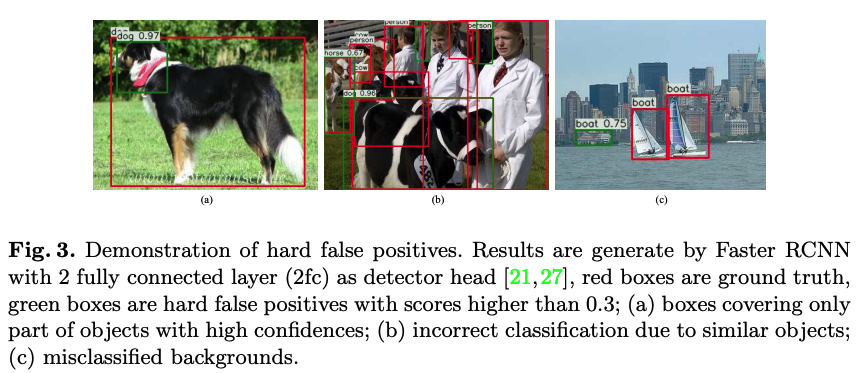 dog 0.97
person
person
cow
person
horse 0.67
cow
dog 0.96
boat
boat
boat 0.75
(a)
(b)
(c)
Fig. 3. Demonstration of hard false positives. Results are generate by Faster RCNN
with 2 fully connected layer (2fc) as detector head [21,27], red boxes are ground truth,
green boxes are hard false positives with scores higher than 0.3; (a) boxes covering only
part of objects with high confidences; (b) incorrect classification due to similar objects;
(c) misclassified backgrounds.